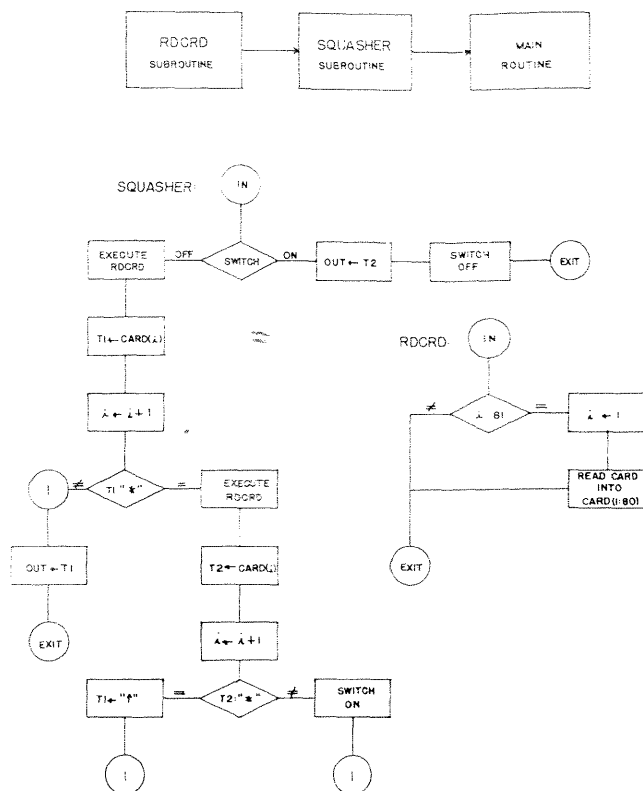 RDCRD
SUBROUTINE
SQUASHER
SUBROUTINE
MAIN
ROUTINE
SQUASHER:
IN
EXECUTE
RDCRD
OFF
SWITCH
ON
OUT ← T2
SWITCH
OFF
EXIT
T1 ← CARD(i)
i ← i + 1
RDCRD:
IN
≠
i : 81
=
i ← 1
READ CARD
INTO
CARD(1:80)
EXIT
1
≠
T1:"*"
=
EXECUTE
RDCRD
OUT ← T1
EXIT
T2 ← CARD(i)
i ← i + 1
T1 ← "↑"
=
T2:"*"
≠
SWITCH
ON
1
1